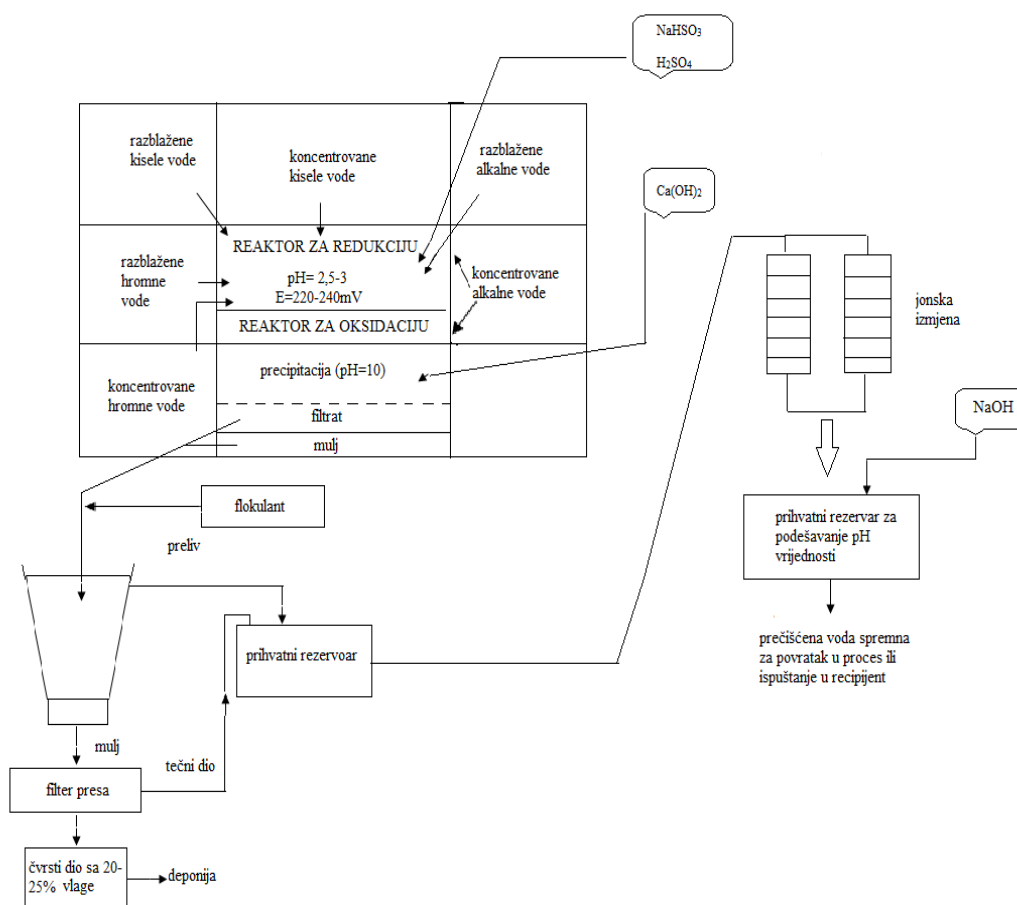 NaHSO₃
H₂SO₄
razblažene
kisele vode
koncentrovane
kisele vode
razblažene
alkalne vode
Ca(OH)₂
REAKTOR ZA REDUKCIJU
razblažene
hromne
vode
pH= 2,5-3
E=220-240mV
koncentrovane
alkalne vode
REAKTOR ZA OKSIDACIJU
jonska
izmjena
precipitacija (pH=10)
koncentrovane
hromne vode
filtrat
mulj
NaOH
flokulant
preliv
prihvatni rezervar za
podešavanje pH
vrijednosti
prihvatni rezervoar
prečišćena voda spremna
za povratak u proces ili
ispuštanje u recipijent
mulj
tečni dio
filter presa
čvrsti dio sa 20-
25% vlage
deponija